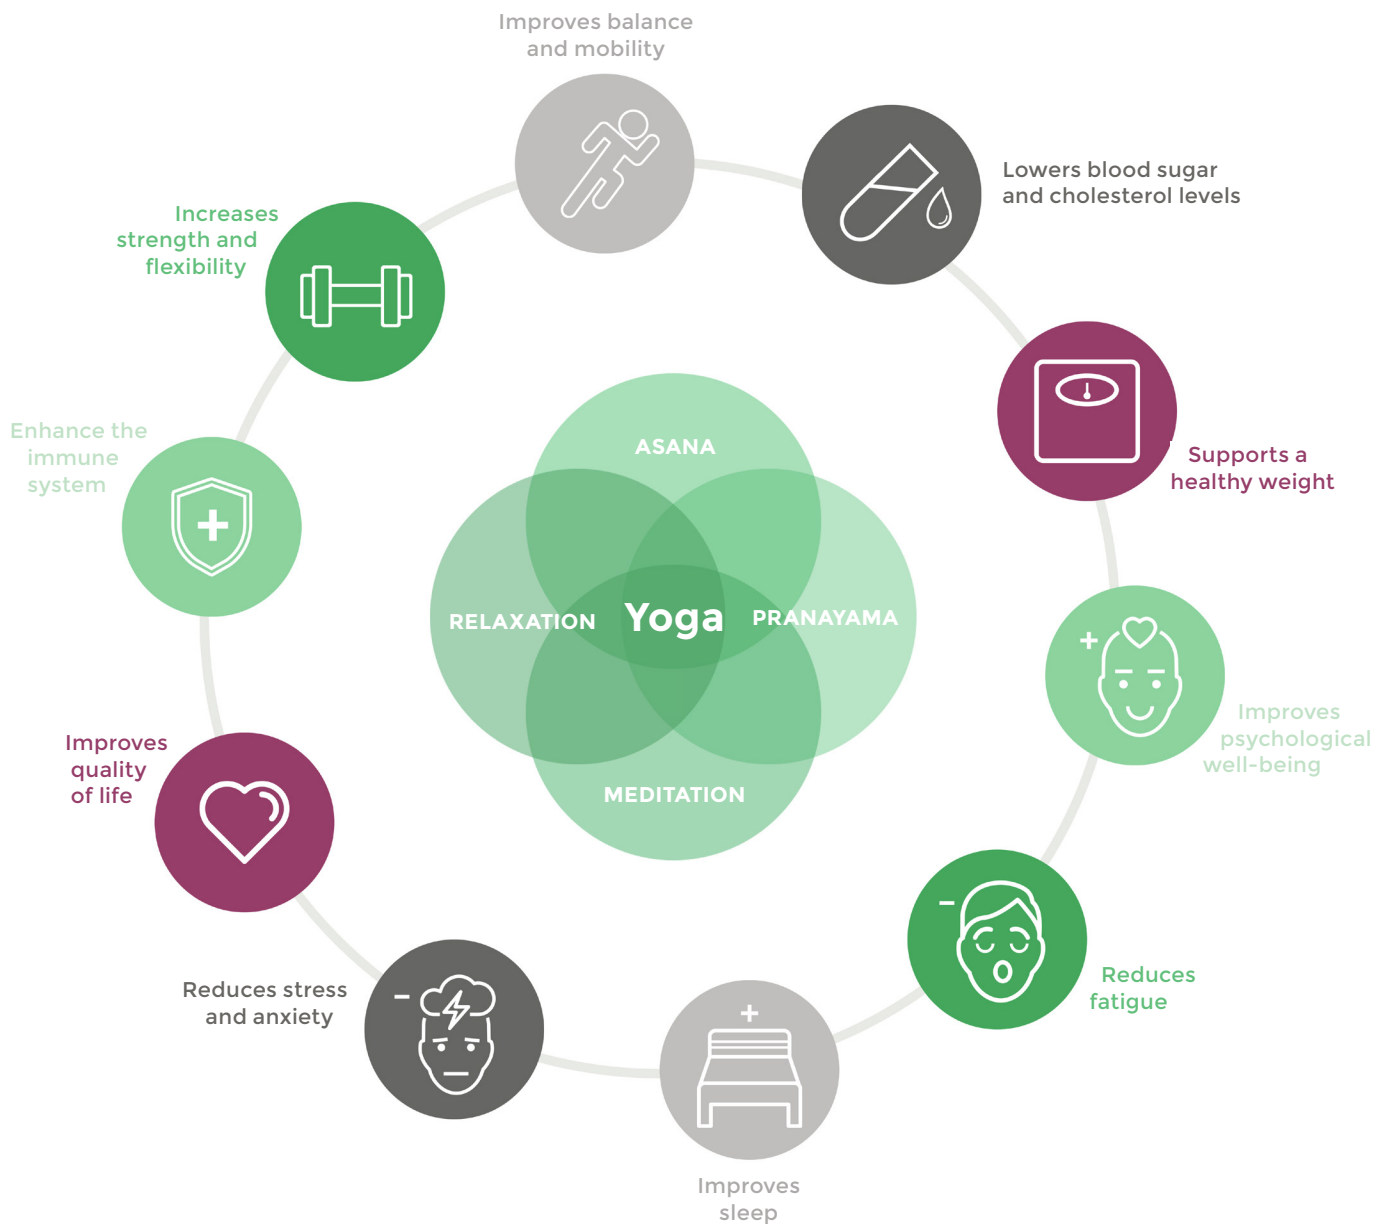 Improves balance
and mobility
Lowers blood sugar
and cholesterol levels
Increases
strength and
flexibility
Enhance the
immune
system
ASANA
Supports a
healthy weight
RELAXATION
Yoga
PRANAYAMA
MEDITATION
Improves
psychological
well-being
Improves
quality
of life
Reduces
fatigue
Reduces stress
and anxiety
Improves
sleep